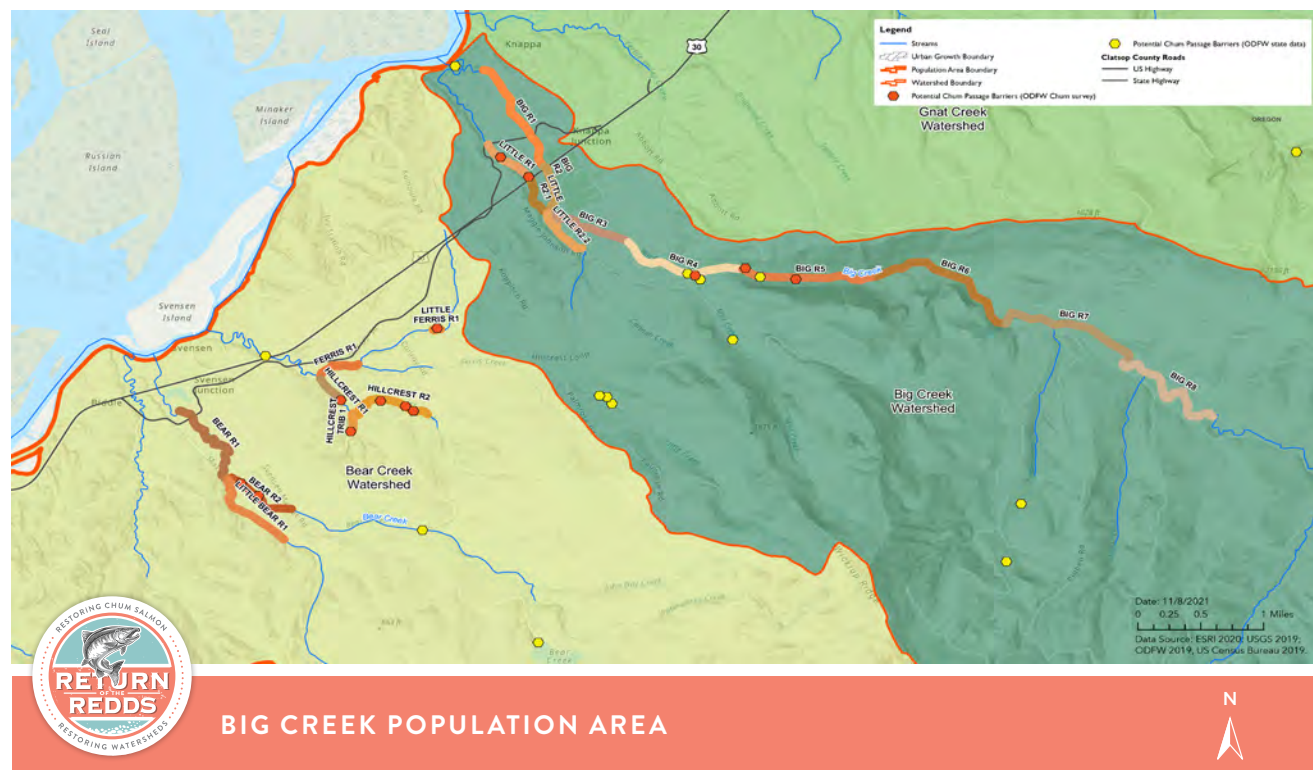 Seal
Island
Knappa
30
Minaker
Island
Russian
Island
Legend
Streams
Urban Growth Boundary
Population Area Boundary
Watershed Boundary
Potential Chum Passage Barriers (ODFW Chum survey)
Potential Chum Passage Barriers (ODFW state data)
Clatsop County Roads
US Highway
State Highway
Gnat Creek
Watershed
OREGON
BIG R1
Knappa
Junction
LITTLE R1
BIG
R2
LITTLE
R2.1
LITTLE R2.2
BIG R3
BIG R4
BIG R5
Big Creek
BIG R6
BIG R7
BIG R8
Svensen
Island
Svensen
Svensen
Junction
LITTLE
FERRIS R1
FERRIS R1
Ferris Creek
HILLCREST R1
HILLCREST R2
HILLCREST
TRIB 1
BEAR R1
BEAR R2
LITTLE BEAR R1
Bear Creek
Watershed
Bear Creek
Big Creek
Watershed
Bear
Creek
Date: 11/8/2021
0 0.25 0.5 1 Miles
Data Source: ESRI 2020; USGS 2019;
ODFW 2019, US Census Bureau 2019.
RESTORING CHUM SALMON
RETURN
OF THE
REDDS
RESTORING WATERSHEDS
BIG CREEK POPULATION AREA
N